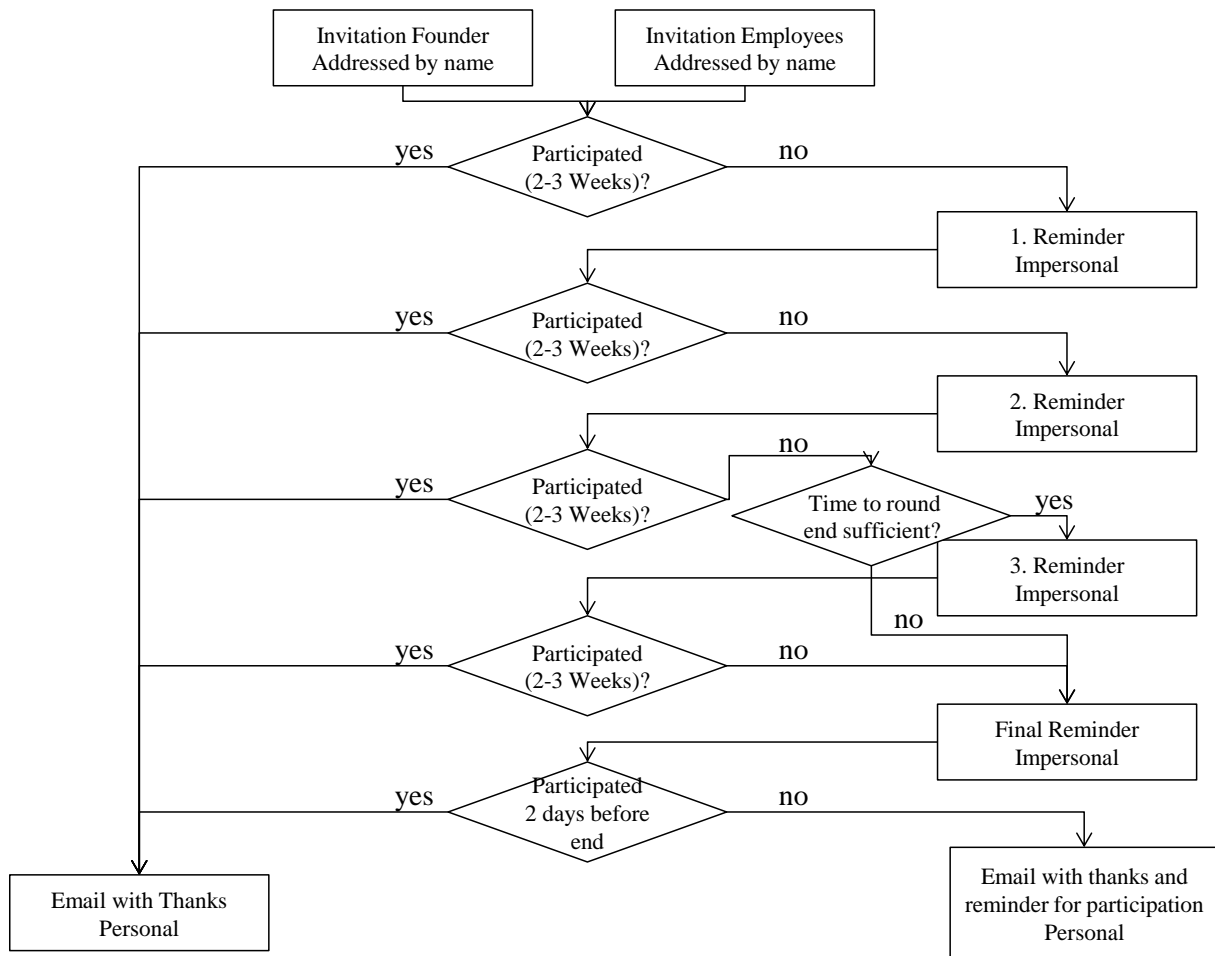 Invitation Founder
Addressed by name
Invitation Employees
Addressed by name
yes
Participated
(2-3 Weeks)?
no
1. Reminder
Impersonal
yes
Participated
(2-3 Weeks)?
no
2. Reminder
Impersonal
yes
Participated
(2-3 Weeks)?
no
Time to round
end sufficient?
yes
3. Reminder
Impersonal
no
yes
Participated
(2-3 Weeks)?
no
Final Reminder
Impersonal
yes
Participated
2 days before
end
no
Email with Thanks
Personal
Email with thanks and
reminder for participation
Personal